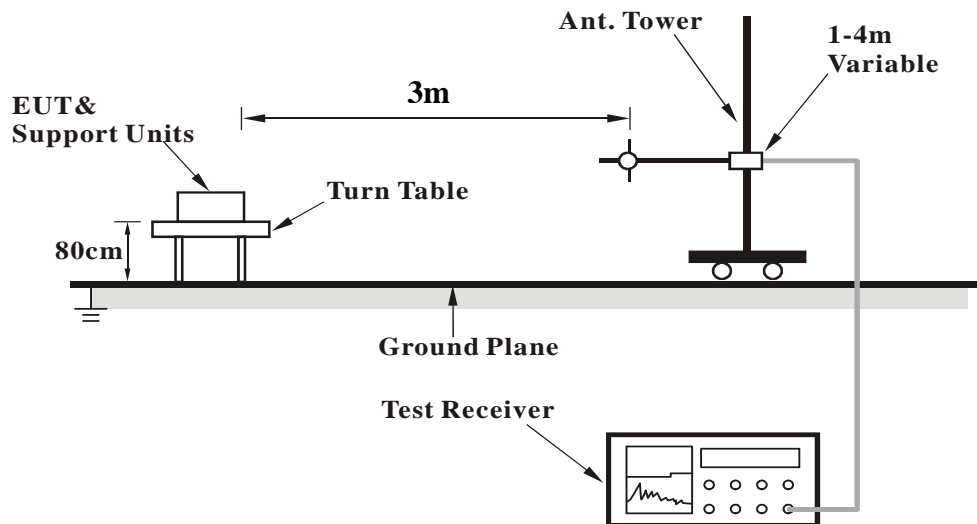 Ant. Tower
1-4m
Variable
3m
EUT&
Support Units
Turn Table
80cm
Ground Plane
Test Receiver